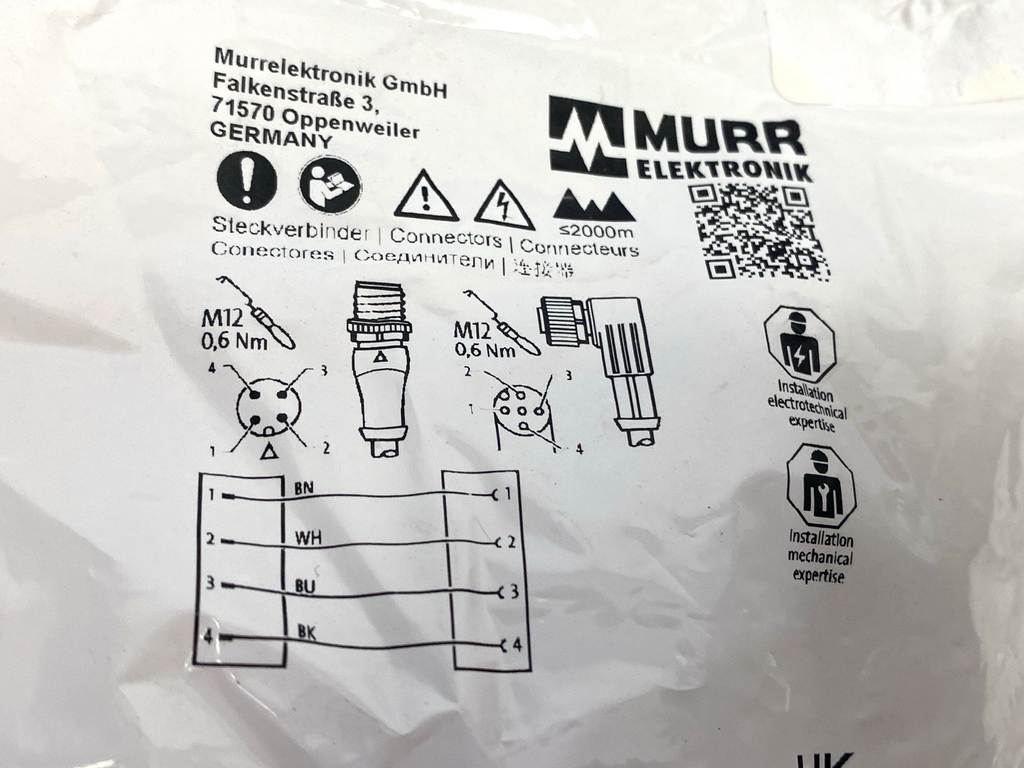 Murrelektronik GmbH
Falkenstraße 3,
71570 Oppenweiler
GERMANY
MURR
ELEKTRONIK
≤2000m
Steckverbinder | Connectors | Connecteurs
Conectores | Соединители | 连接器
M12
0,6 Nm
M12
0,6 Nm
4 3
1 2
2 3
1
4
1 BN 1
2 WH 2
3 BU 3
4 BK 4
Installation
electrotechnical
expertise
Installation
mechanical
expertise